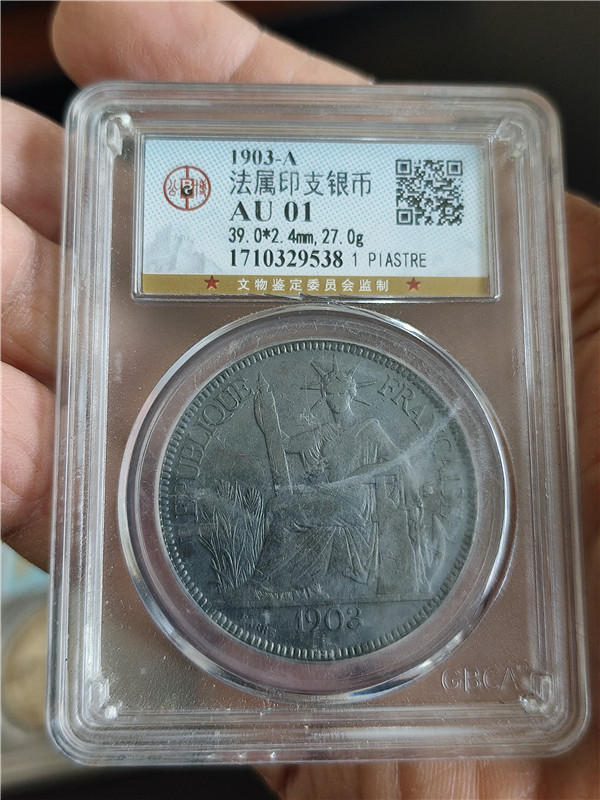 1903-A
法属印支银币
AU 01
39.0*2.4mm,27.0g
1710329538 1 PIASTRE
★ 文物鉴定委员会监制 ★
REPUBLIQUE FRANÇAISE
1903
GBCA